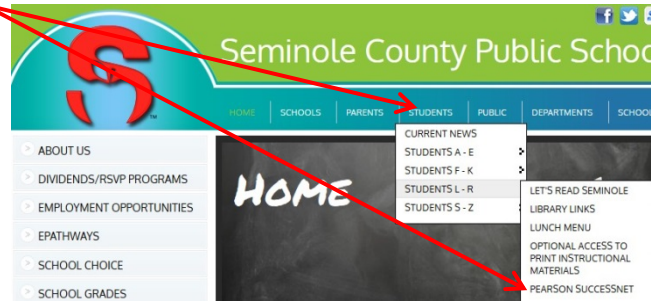 f
Seminole County Public Schoo
HOME SCHOOLS PARENTS STUDENTS PUBLIC DEPARTMENTS SCHOOL
S
TM
CURRENT NEWS
STUDENTS A - E
STUDENTS F - K
STUDENTS L - R
STUDENTS S - Z
ABOUT US
DIVIDENDS/RSVP PROGRAMS
EMPLOYMENT OPPORTUNITIES
EPATHWAYS
SCHOOL CHOICE
SCHOOL GRADES
HOME
LET'S READ SEMINOLE
LIBRARY LINKS
LUNCH MENU
OPTIONAL ACCESS TO
PRINT INSTRUCTIONAL
MATERIALS
PEARSON SUCCESSNET